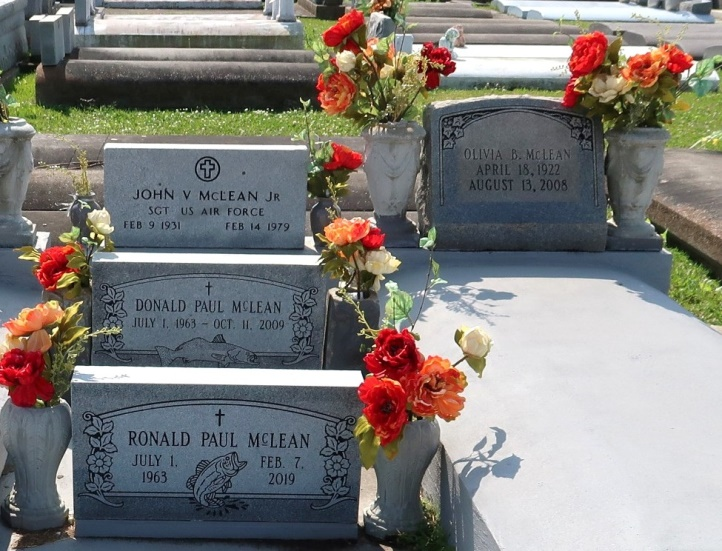 JOHN V McLEAN JR
SGT US AIR FORCE
FEB 9 1931 FEB 14 1979
DONALD PAUL McLEAN
JULY 1, 1963 – OCT. 11, 2009
RONALD PAUL McLEAN
JULY 1, 1963
FEB. 7, 2019
OLIVIA B. McLEAN
APRIL 18, 1922
AUGUST 13, 2008